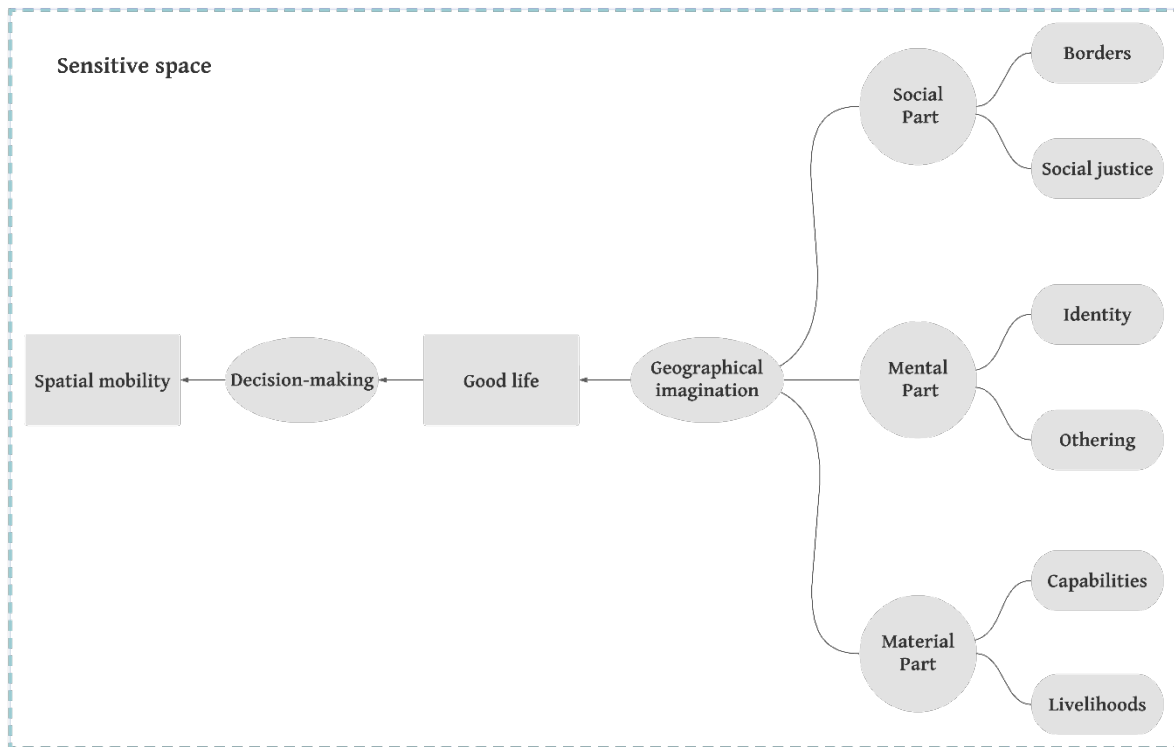 Sensitive space
Social
Part
Borders
Social justice
Spatial mobility
Decision-making
Good life
Geographical
imagination
Mental
Part
Identity
Othering
Material
Part
Capabilities
Livelihoods